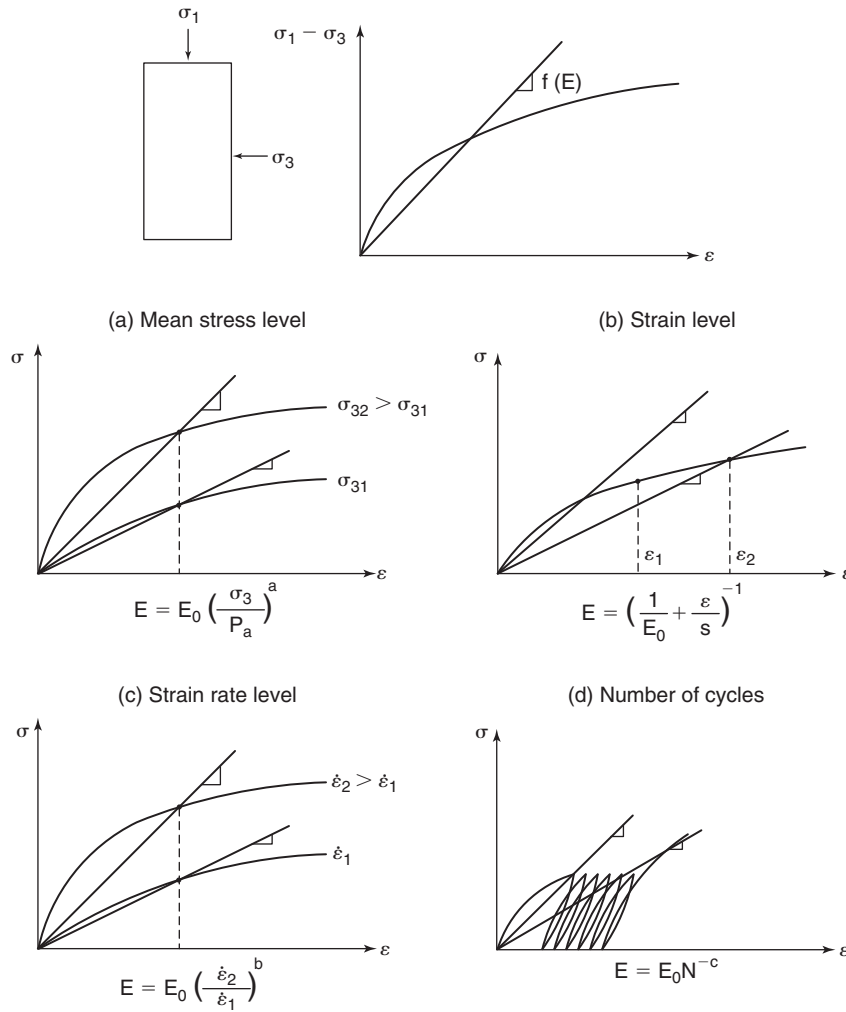 σ₁
σ₃
σ₁ − σ₃
f (E)
ε
(a) Mean stress level
σ
σ₃₂ > σ₃₁
σ₃₁
ε
E = E₀ (σ₃/Pₐ)ᵃ
(b) Strain level
σ
ε₁
ε₂
ε
E = (1/E₀ + ε/s)⁻¹
(c) Strain rate level
σ
ε̇₂ > ε̇₁
ε̇₁
ε
E = E₀ (ε̇₂/ε̇₁)ᵇ
(d) Number of cycles
σ
ε
E = E₀N⁻ᶜ